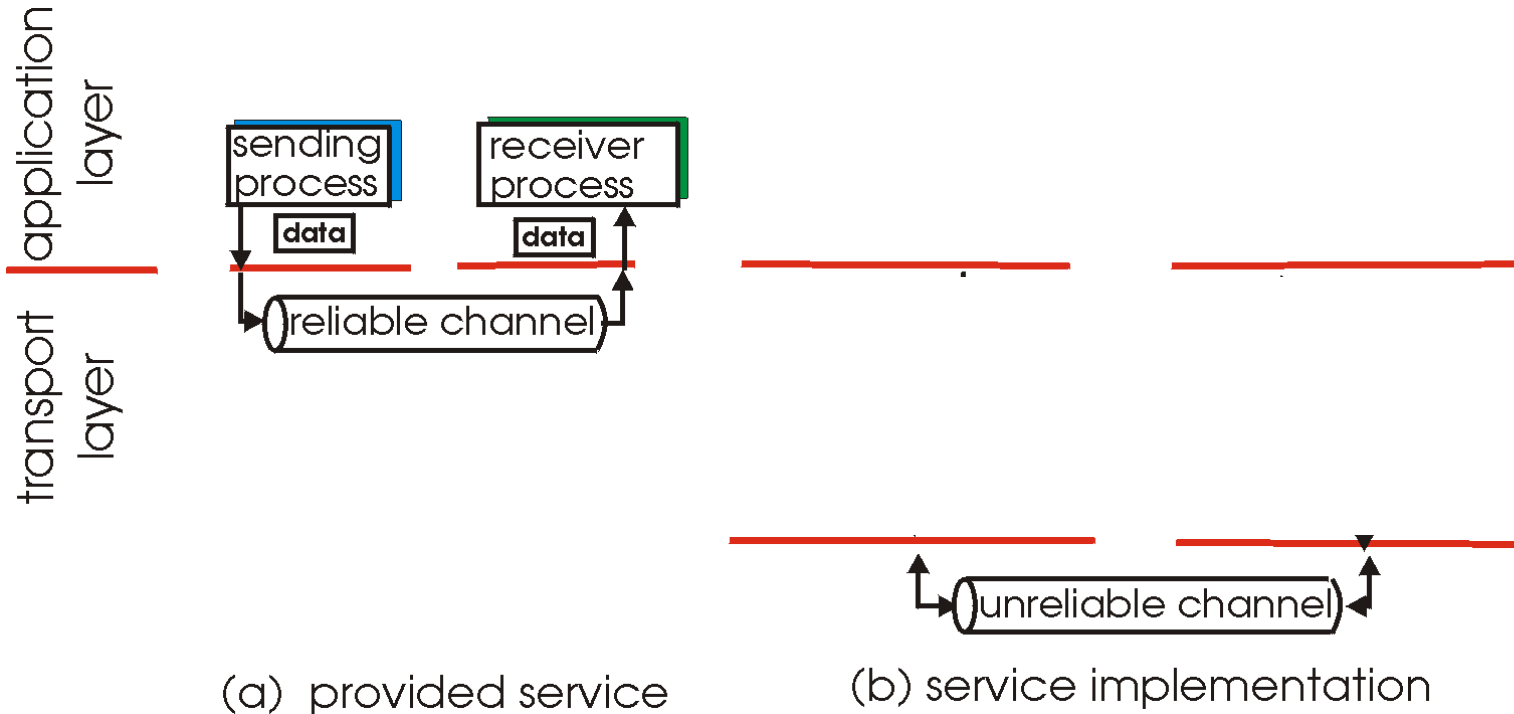 application
layer
transport
layer
sending
process
receiver
process
data
data
reliable channel
unreliable channel
(a) provided service
(b) service implementation